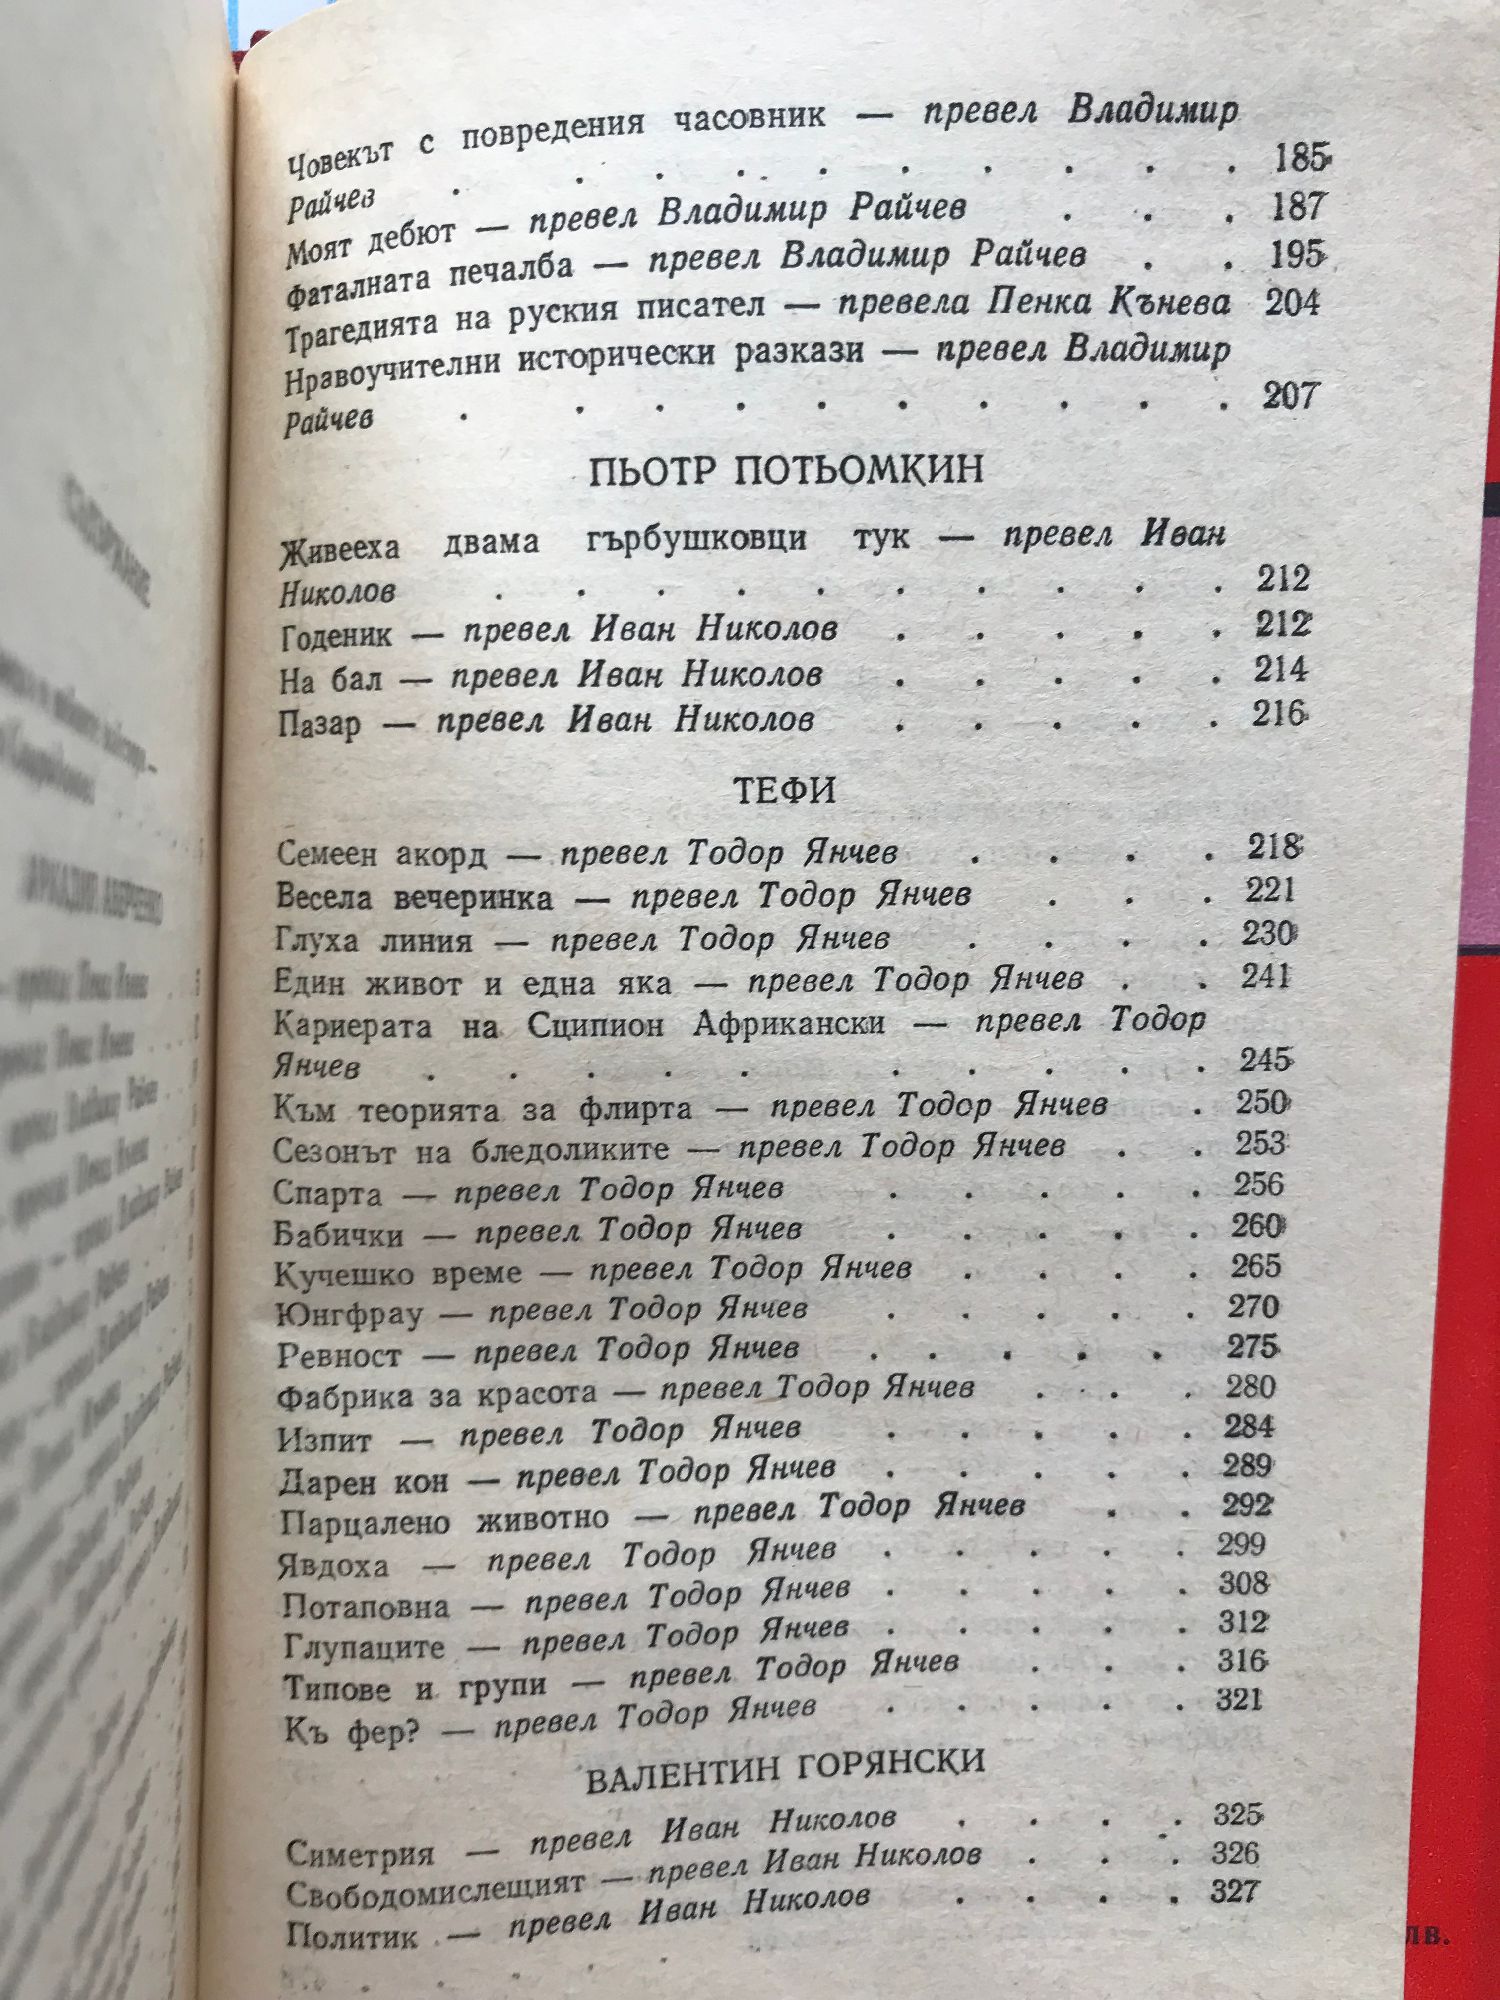 Човекът с повредения часовник — превел Владимир
Райчев . . . . . . . . . . 185
Моят дебют — превел Владимир Райчев . . . 187
Фаталната печалба — превел Владимир Райчев . . 195
Трагедията на руския писател — превела Пенка Кънева 204
Нравоучителни исторически разкази — превел Владимир
Райчев . . . . . . . . . . 207
ПЬОТР ПОТЬОМКИН
Живееха двама гърбушковци тук — превел Иван
Николов . . . . . . . . . . 212
Годеник — превел Иван Николов . . . . . 212
На бал — превел Иван Николов . . . . . 214
Пазар — превел Иван Николов . . . . . 216
ТЕФИ
Семеен акорд — превел Тодор Янчев . . . . 218
Весела вечеринка — превел Тодор Янчев . . . 221
Глуха линия — превел Тодор Янчев . . . . 230
Един живот и една яка — превел Тодор Янчев . . 241
Кариерата на Сципион Африкански — превел Тодор
Янчев . . . . . . . . . . 245
Към теорията за флирта — превел Тодор Янчев . 250
Сезонът на бледоликите — превел Тодор Янчев . . 253
Спарта — превел Тодор Янчев . . . . . 256
Бабички — превел Тодор Янчев . . . . . 260
Кучешко време — превел Тодор Янчев . . . . 265
Юнгфрау — превел Тодор Янчев . . . . . 270
Ревност — превел Тодор Янчев . . . . . 275
Фабрика за красота — превел Тодор Янчев . . . 280
Изпит — превел Тодор Янчев . . . . . 284
Дарен кон — превел Тодор Янчев . . . . . 289
Парцалено животно — превел Тодор Янчев . . 292
Явдоха — превел Тодор Янчев . . . . . 299
Потаповна — превел Тодор Янчев . . . . . 308
Глупаците — превел Тодор Янчев . . . . . 312
Типове и групи — превел Тодор Янчев . . . 316
Къ фер? — превел Тодор Янчев . . . . . 321
ВАЛЕНТИН ГОРЯНСКИ
Симетрия — превел Иван Николов . . . . 325
Свободомислещият — превел Иван Николов . . . 326
Политик — превел Иван Николов . . . . 327
лв.